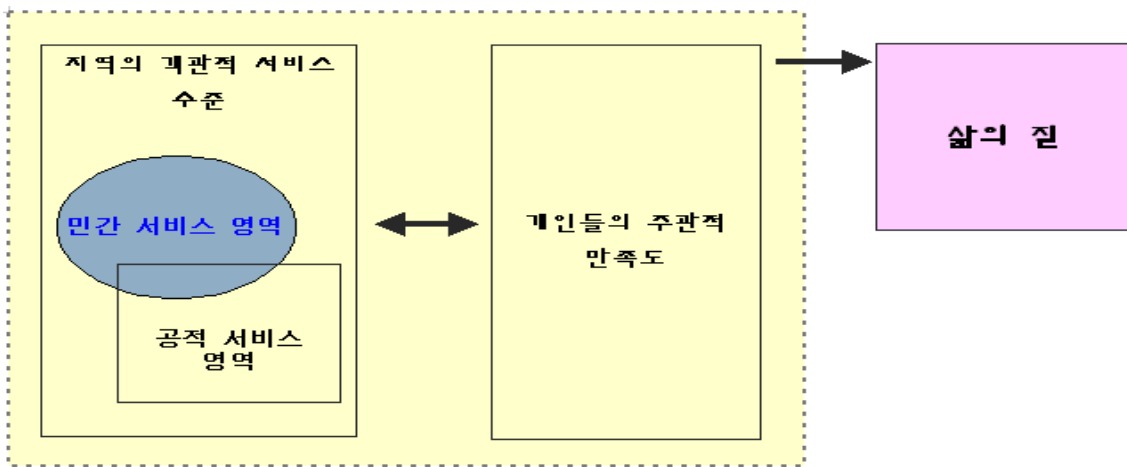 지역의 객관적 서비스
수준
민간 서비스 영역
공적 서비스
영역
개인들의 주관적
만족도
삶의 질